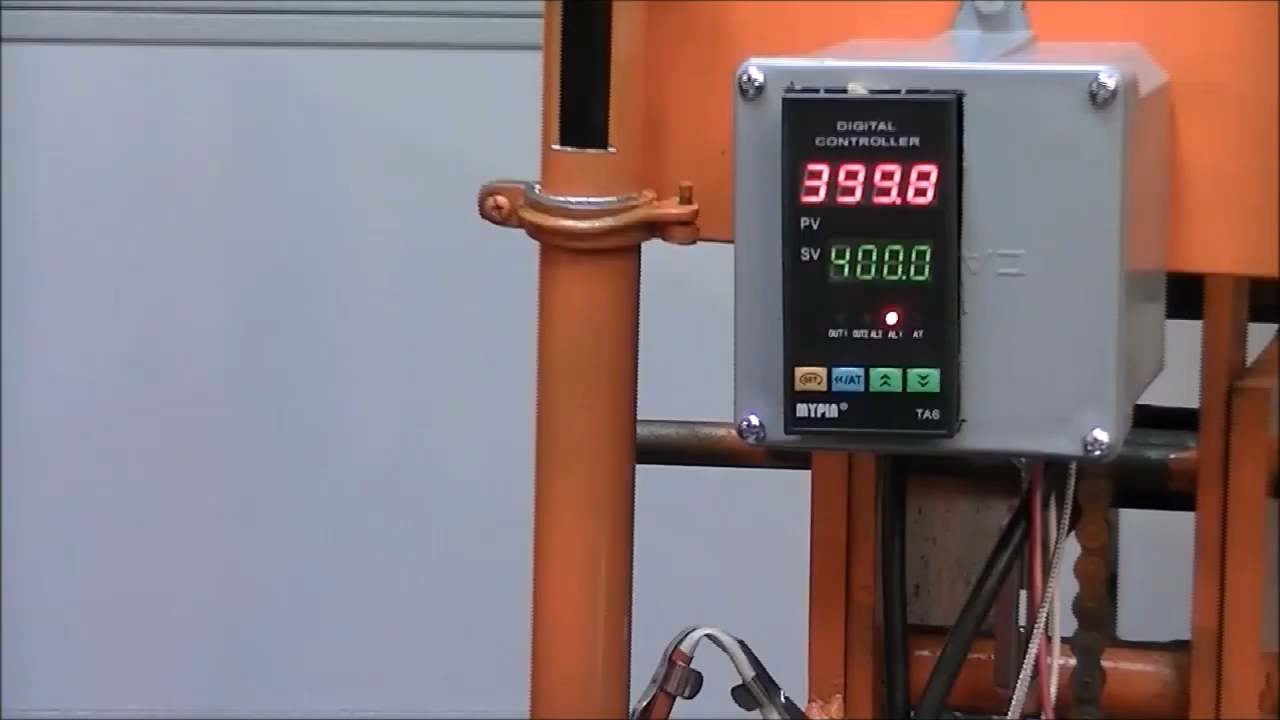 DIGITAL
CONTROLLER
399.8
PV
SV 400.0
OUT1 OUT2 AL2 AL1 AT
SET </AT
MYPIN® TA6